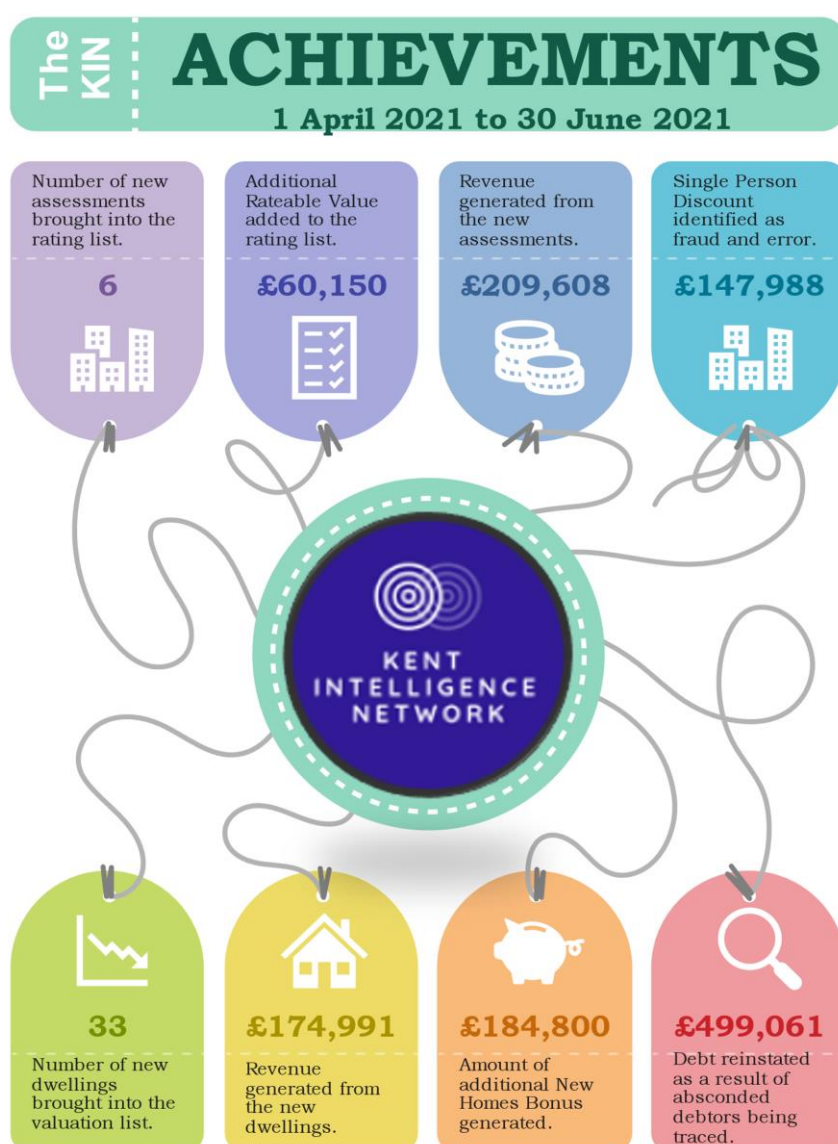 The
KIN
ACHIEVEMENTS
1 April 2021 to 30 June 2021
Number of new
assessments
brought into the
rating list.
6
Additional
Rateable Value
added to the
rating list.
£60,150
Revenue
generated from
the new
assessments.
£209,608
Single Person
Discount
identified as
fraud and error.
£147,988
KENT
INTELLIGENCE
NETWORK
33
Number of new
dwellings
brought into the
valuation list.
£174,991
Revenue
generated from
the new
dwellings.
£184,800
Amount of
additional New
Homes Bonus
generated.
£499,061
Debt reinstated
as a result of
absconded
debtors being
traced.